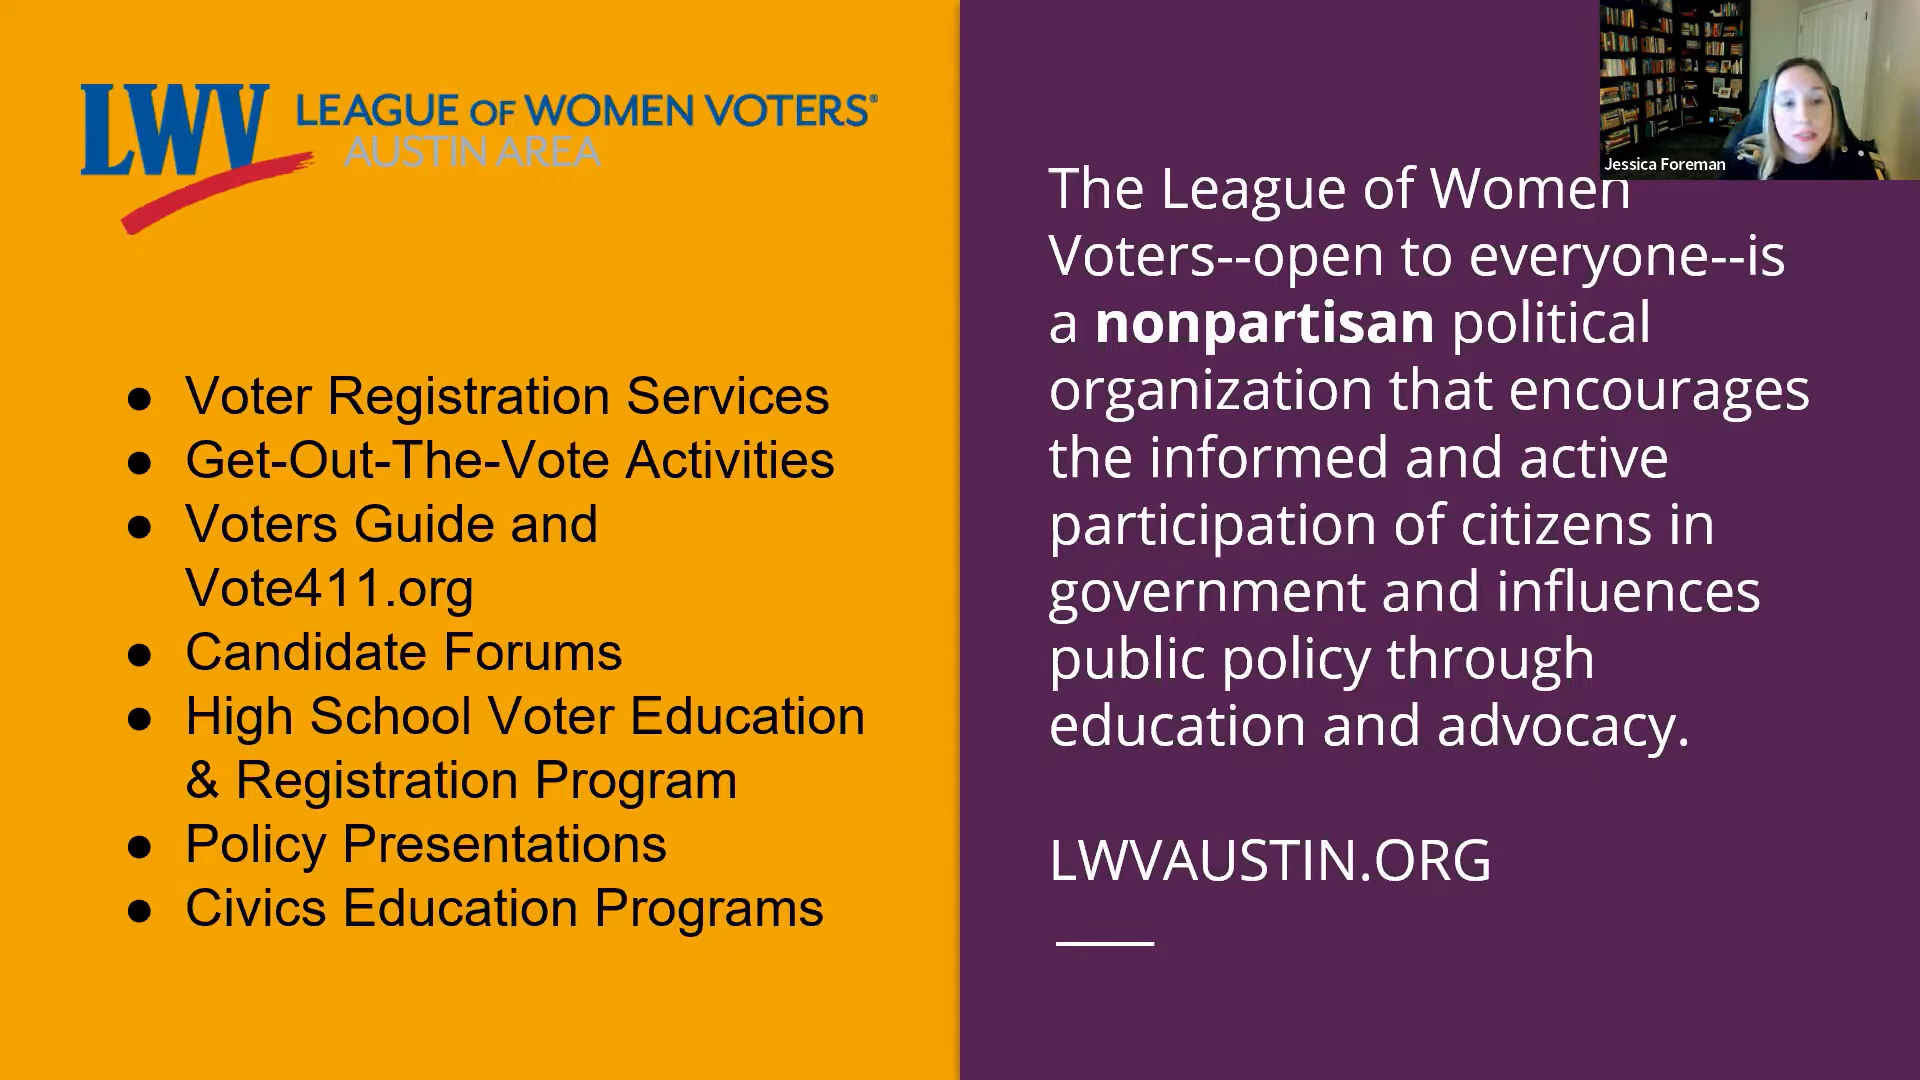 LWV LEAGUE OF WOMEN VOTERS®
AUSTIN AREA
● Voter Registration Services
● Get-Out-The-Vote Activities
● Voters Guide and
Vote411.org
● Candidate Forums
● High School Voter Education
& Registration Program
● Policy Presentations
● Civics Education Programs
The League of Women
Voters--open to everyone--is
a nonpartisan political
organization that encourages
the informed and active
participation of citizens in
government and influences
public policy through
education and advocacy.
LWVAUSTIN.ORG
Jessica Foreman